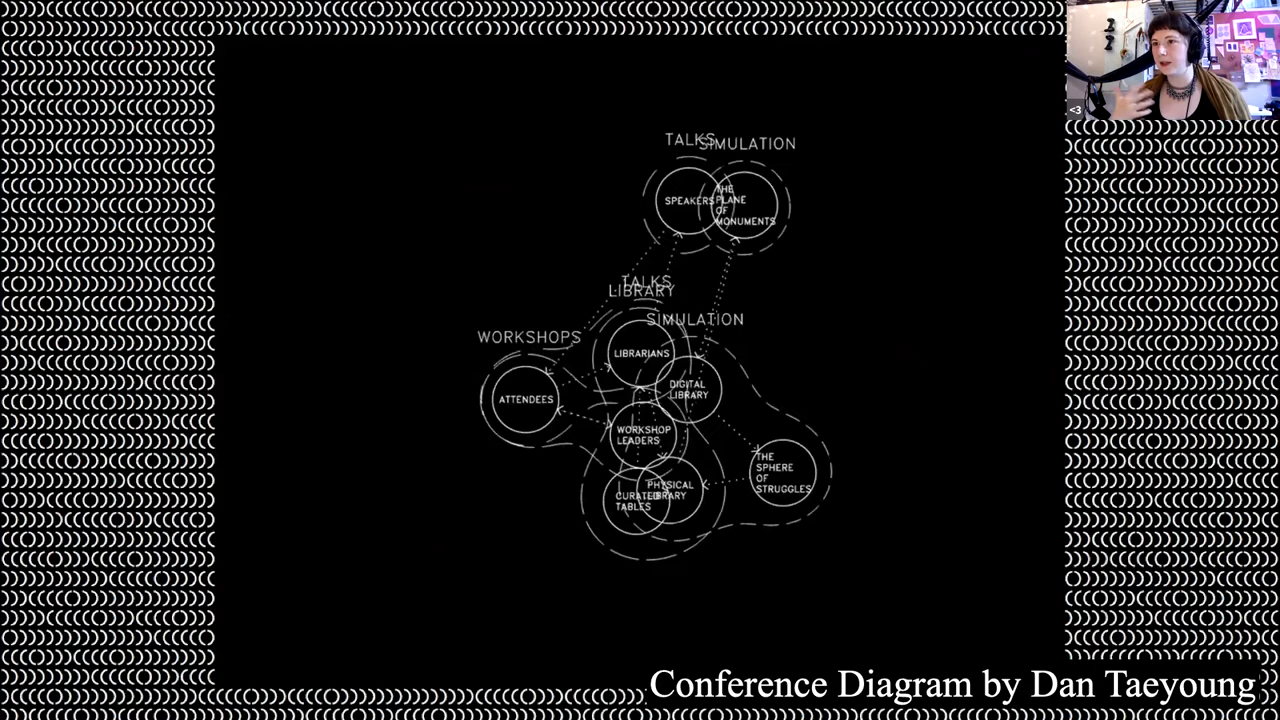 <3
TALKS
SIMULATION
SPEAKERS
THE
PLANE
OF
MONUMENTS
TALKS
LIBRARY
SIMULATION
WORKSHOPS
LIBRARIANS
DIGITAL
LIBRARY
ATTENDEES
WORKSHOP
LEADERS
THE
SPHERE
OF
STRUGGLES
PHYSICAL
LIBRARY
CURATED
TABLES
Conference Diagram by Dan Taeyoung